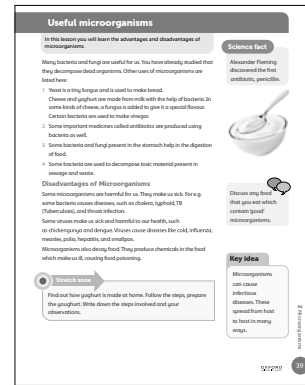 Useful microorganisms
In this lesson you will learn the advantages and disadvantages of
microorganisms.
Many bacteria and fungi are useful for us. You have already studied that
they decompose dead organisms. Other uses of microorganisms are
listed here:
1 Yeast is a tiny fungus and is used to make bread.
Cheese and yoghurt are made from milk with the help of bacteria. In
some kinds of cheese, a fungus is added to give it a special flavour.
Certain bacteria are used to make vinegar.
2 Some important medicines called antibiotics are produced using
bacteria as well.
3 Some bacteria and fungi present in the stomach help in the digestion
of food.
4 Some bacteria are used to decompose toxic material present in
sewage and waste.
Disadvantages of Microorganisms
Some microorganisms are harmful for us. They make us sick. For e.g.
some bacteria causes diseases, such as cholera, typhoid, TB
(Tuberculosis), and throat infection.
Some viruses make us sick and harmful to our health, such
as chickengunya and dengue. Viruses cause diseases like cold, influenza,
measles, polio, hepatitis, and smallpox.
Microorganisms also decay food. They produce chemicals in the food
which make us ill, causing food poisoning.
Stretch zone
Find out how yoghurt is made at home. Follow the steps, prepare
the youghurt. Write down the steps involved and your
observations.
Science fact
Alexander Fleming
discovered the first
antibiotic, penicillin.
Discuss any food
that you eat which
contain 'good'
microorganisms.
Key idea
Microorganisms
can cause
infectious
diseases. These
spread from host
to host in many
ways.
2 Microorganisms
OXFORD
39